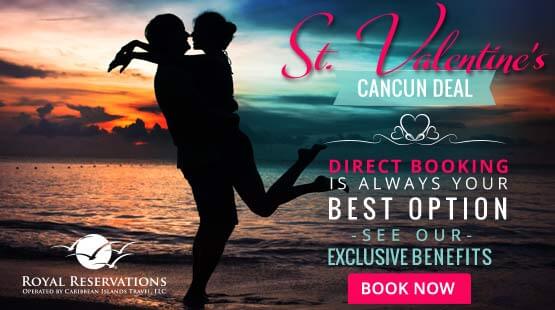 St. Valentine's
CANCUN DEAL
DIRECT BOOKING
IS ALWAYS YOUR
BEST OPTION
-SEE OUR-
EXCLUSIVE BENEFITS
BOOK NOW
ROYAL RESERVATIONS
OPERATED BY CARIBBEAN ISLANDS TRAVEL, LLC